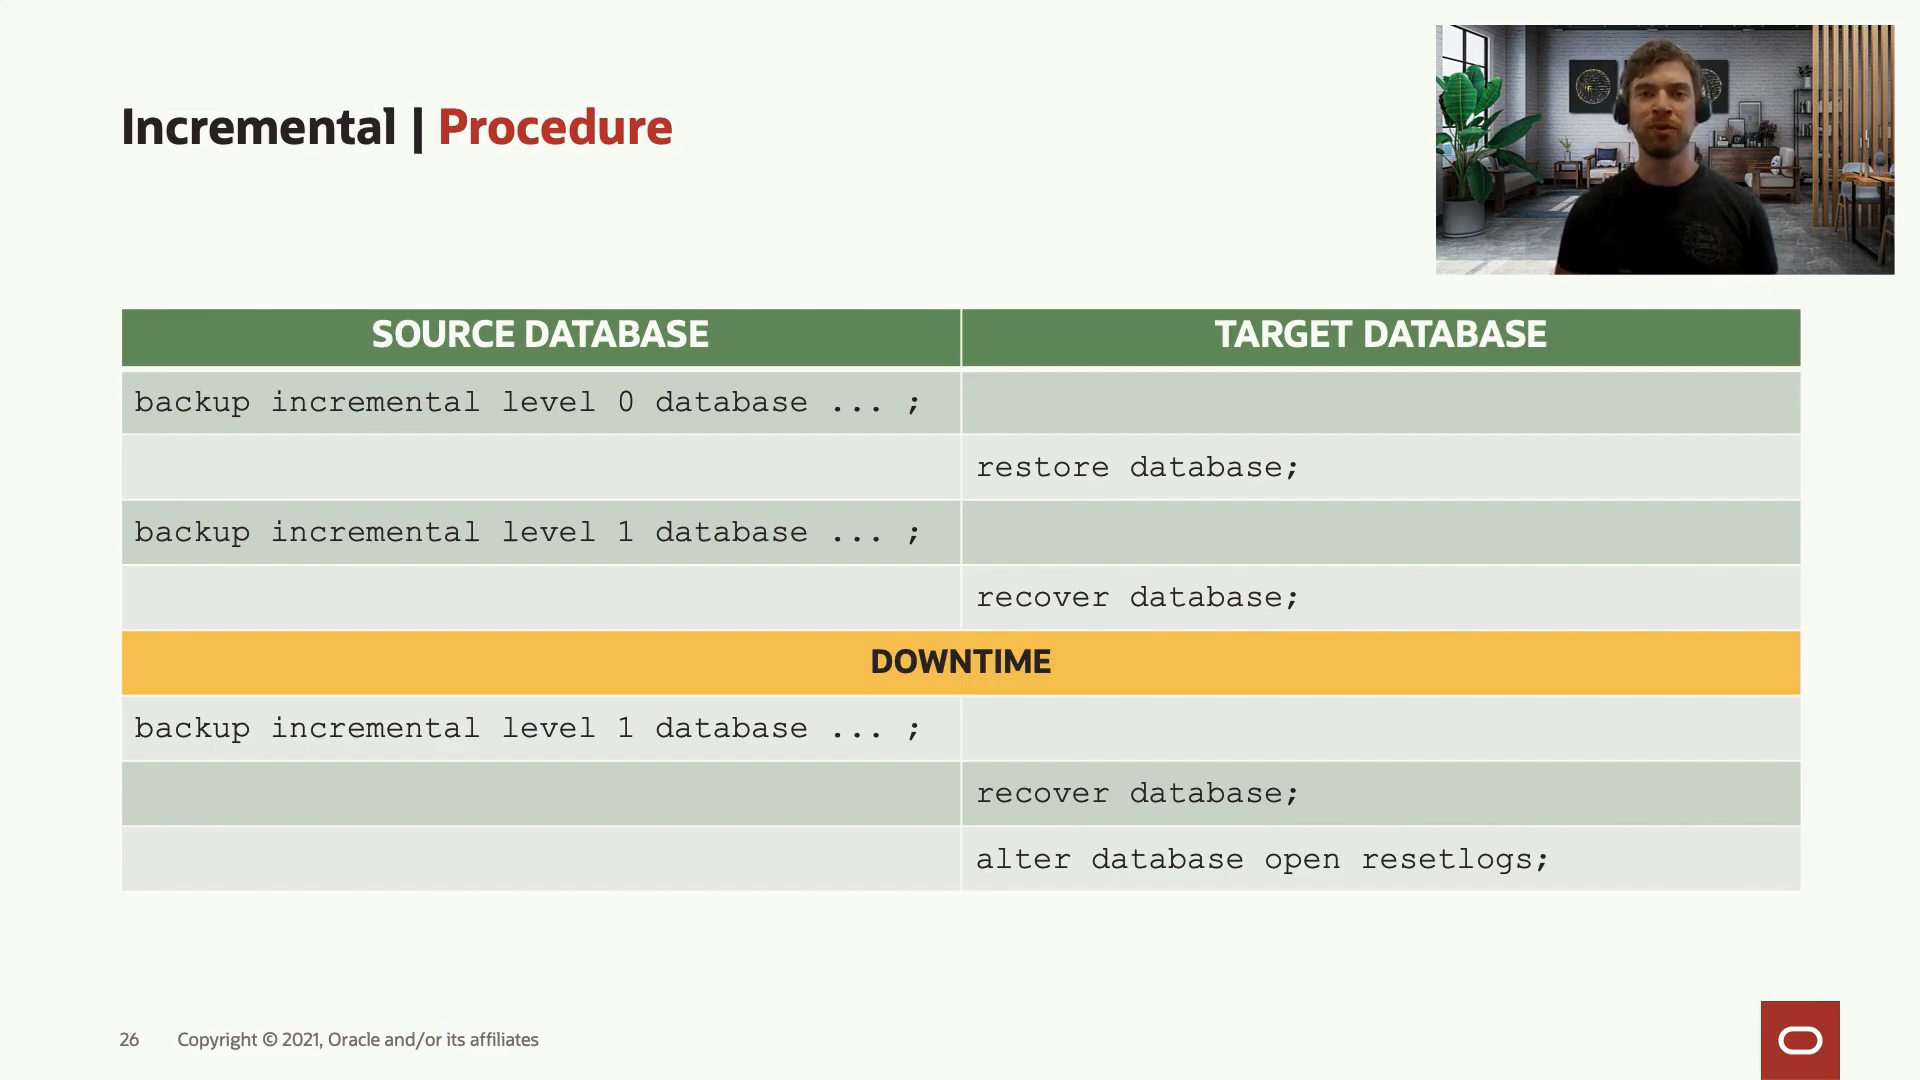 Incremental | Procedure
SOURCE DATABASE TARGET DATABASE
backup incremental level 0 database ... ;
restore database;
backup incremental level 1 database ... ;
recover database;
DOWNTIME
backup incremental level 1 database ... ;
recover database;
alter database open resetlogs;
26 Copyright © 2021, Oracle and/or its affiliates